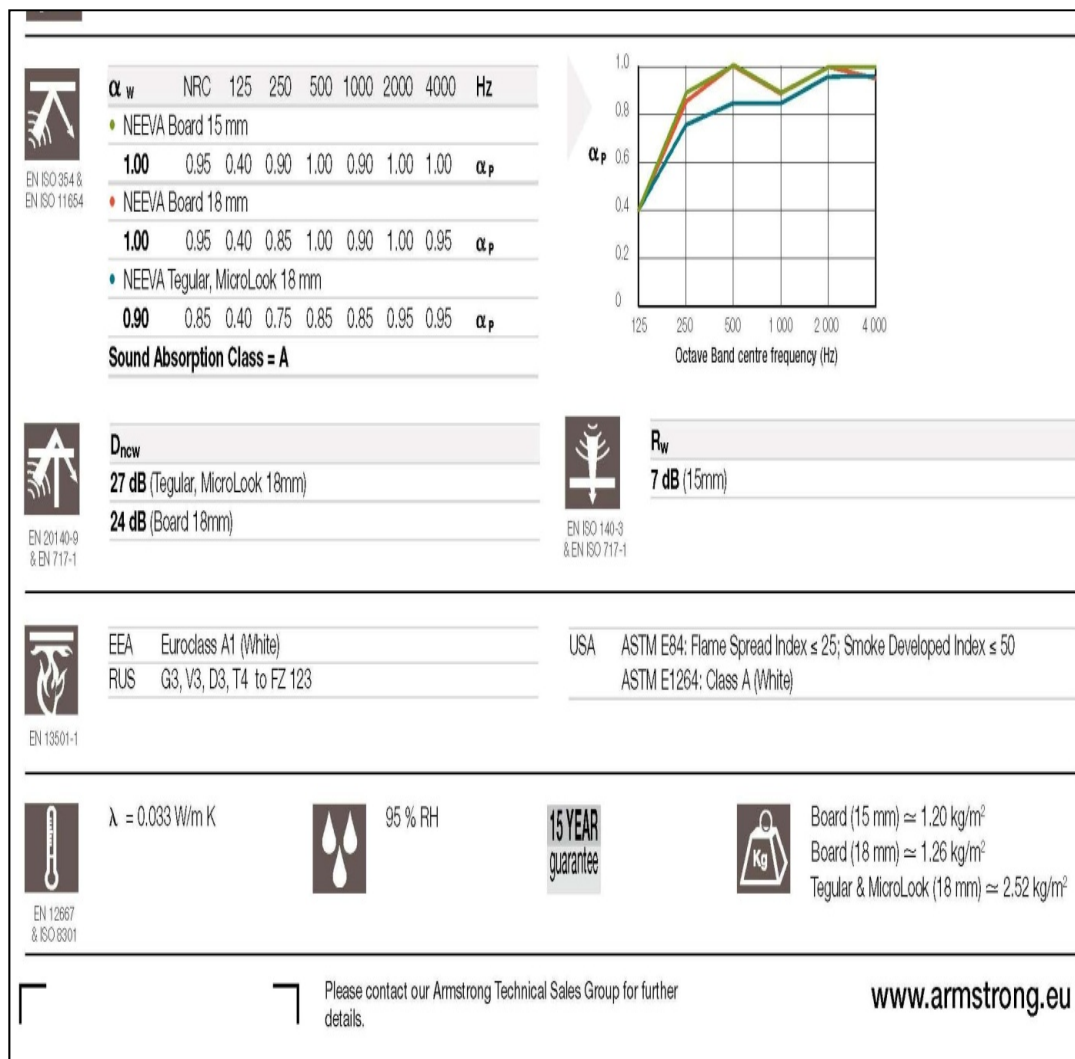 α w NRC 125 250 500 1000 2000 4000 Hz
• NEEVA Board 15 mm
1.00 0.95 0.40 0.90 1.00 0.90 1.00 1.00 αP
• NEEVA Board 18 mm
1.00 0.95 0.40 0.85 1.00 0.90 1.00 0.95 αP
• NEEVA Tegular, MicroLook 18 mm
0.90 0.85 0.40 0.75 0.85 0.85 0.95 0.95 αP
Sound Absorption Class = A
EN ISO 354 &
EN ISO 11654
αP
1.0
0.8
0.6
0.4
0.2
0
125 250 500 1 000 2 000 4 000
Octave Band centre frequency (Hz)
Dncw
27 dB (Tegular, MicroLook 18mm)
24 dB (Board 18mm)
EN 20140-9
& EN 717-1
Rw
7 dB (15mm)
EN ISO 140-3
& EN ISO 717-1
EEA Euroclass A1 (White)
RUS G3, V3, D3, T4 to FZ 123
USA ASTM E84: Flame Spread Index ≤ 25; Smoke Developed Index ≤ 50
ASTM E1264: Class A (White)
EN 13501-1
λ = 0.033 W/m K
EN 12667
& ISO 8301
95 % RH
15 YEAR
guarantee
Kg
Board (15 mm) ≃ 1.20 kg/m²
Board (18 mm) ≃ 1.26 kg/m²
Tegular & MicroLook (18 mm) ≃ 2.52 kg/m²
Please contact our Armstrong Technical Sales Group for further
details.
www.armstrong.eu